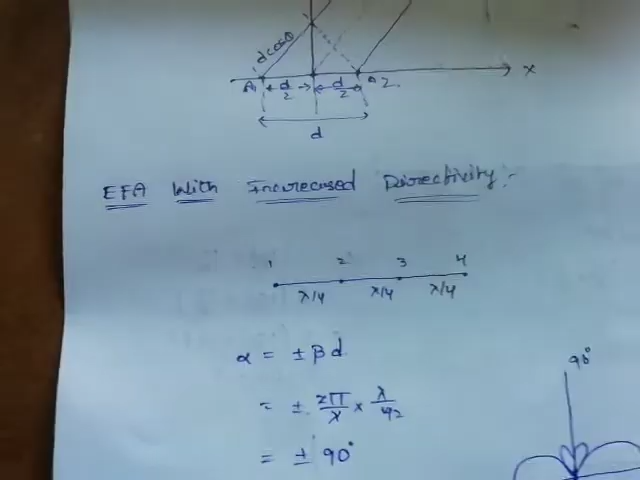 d cosθ
A1 d/2 d/2 A2 x
d
EFA With Increased Directivity:-
1 2 3 4
λ/4 λ/4 λ/4
α = ± βd
= ± 2π/λ × λ/42
= ± 90°
90°